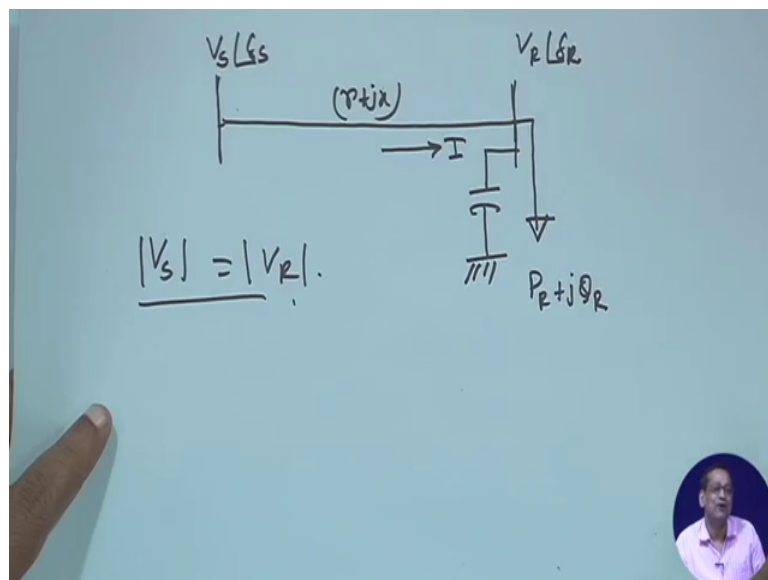 Vs∠δs
VR∠δR
(r+jx)
→ I
|Vs| = |VR|.
PR+jQR